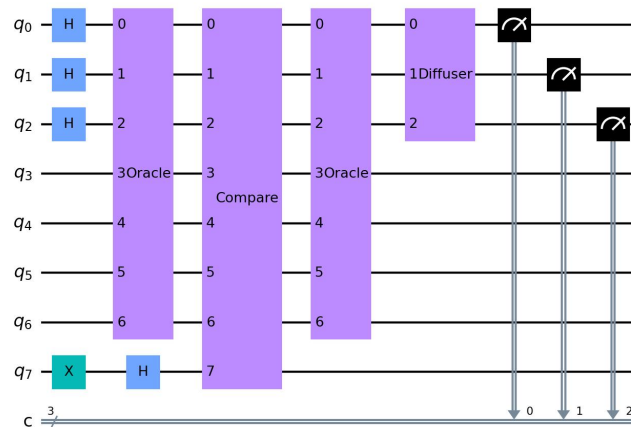 q0 H 0 0 0 0
q1 H 1 1 1 1Diffuser
q2 H 2 2 2 2
q3 3Oracle 3 3Oracle
Compare
q4 4 4 4
q5 5 5 5
q6 6 6 6
q7 X H 7
c 3 0 1 2